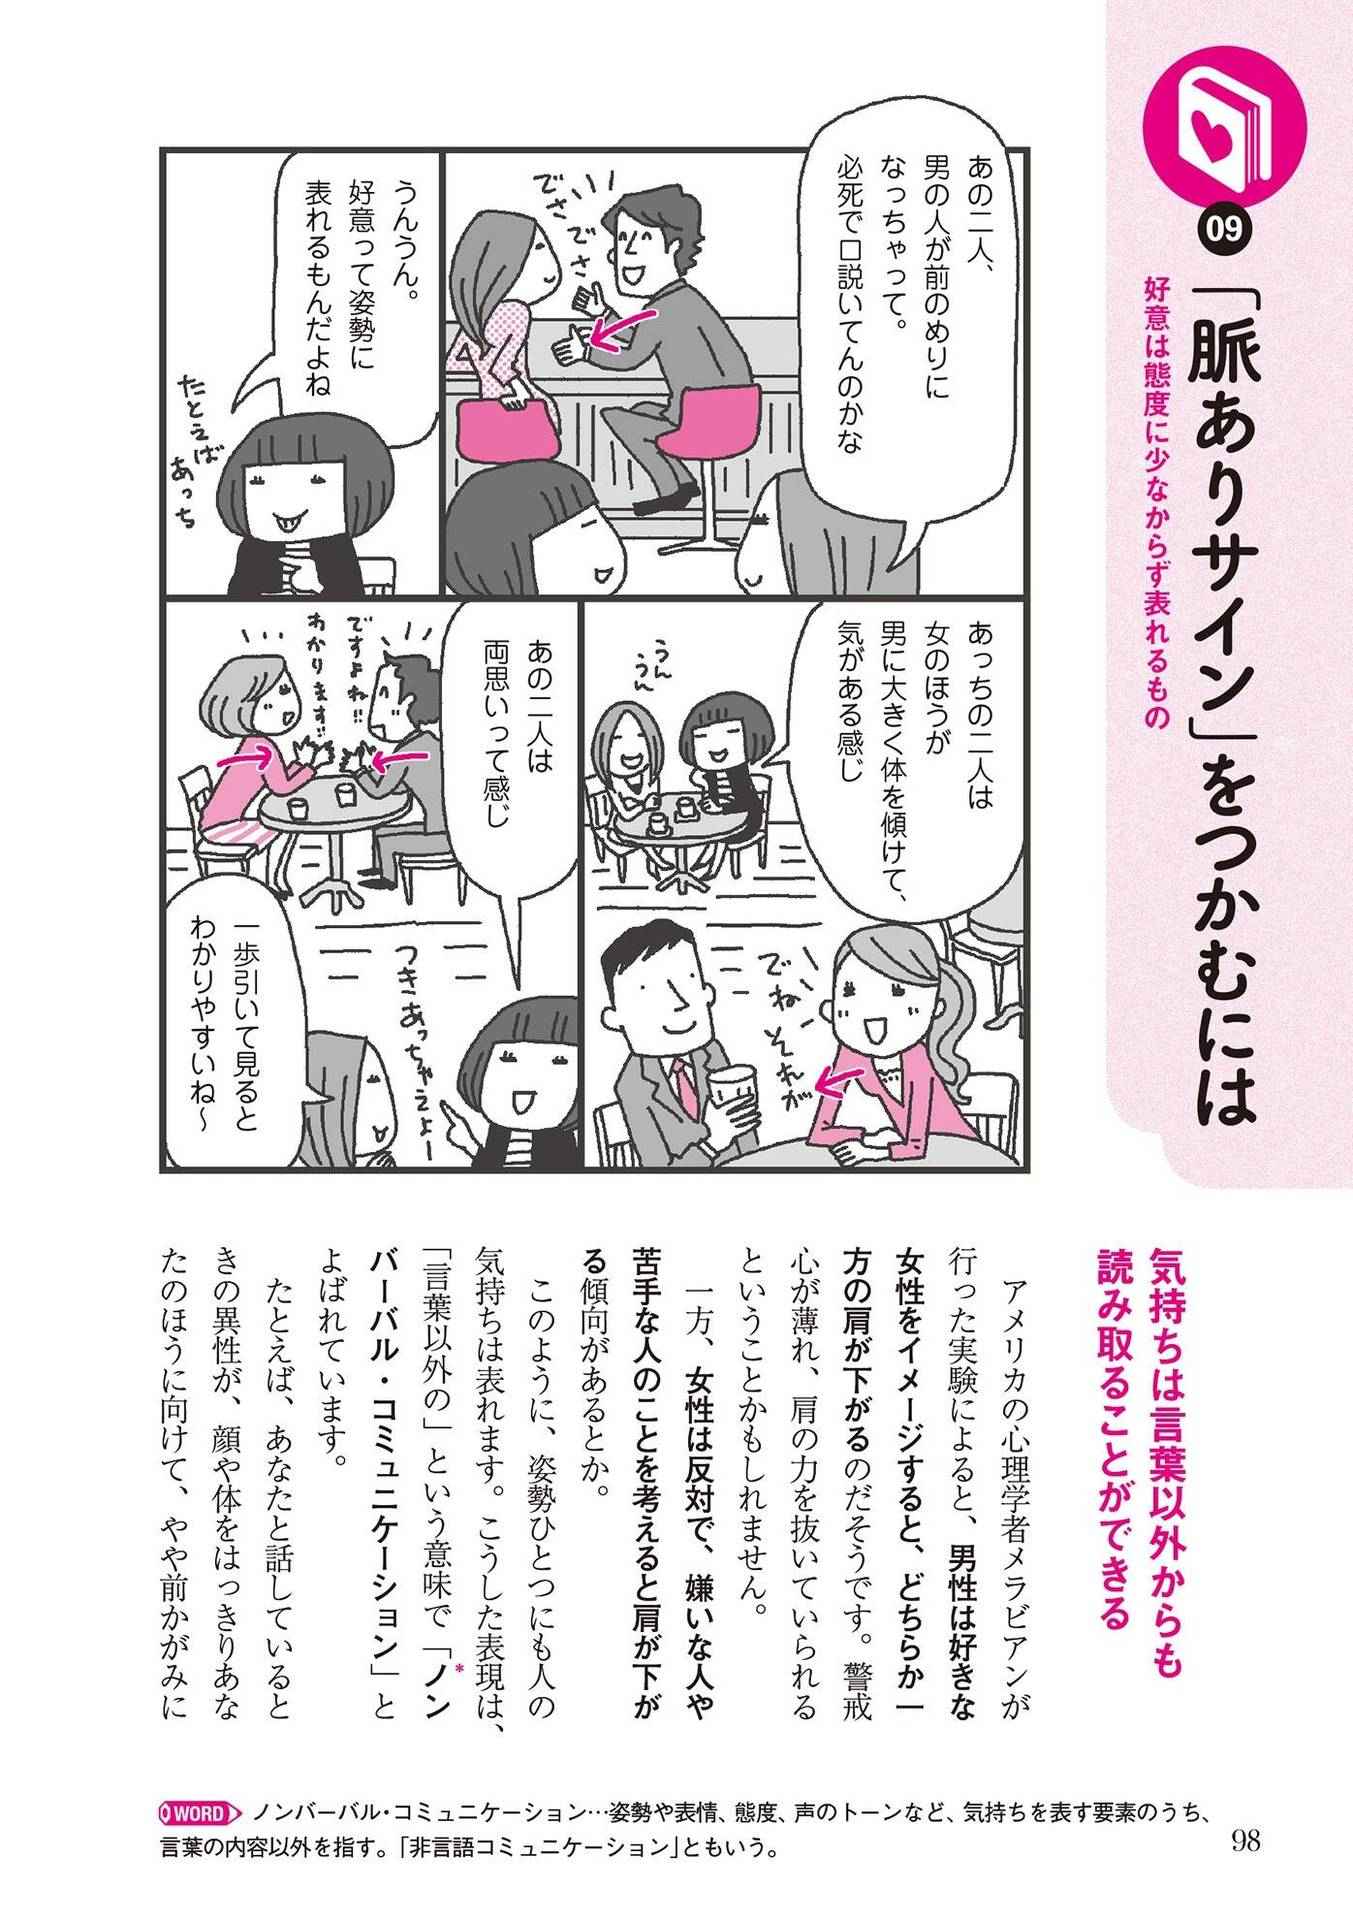 09
「脈ありサイン」をつかむには
好意は態度に少なからず表れるもの
あの二人、
男の人が前のめりに
なっちゃって。
必死で口説いてんのかな
でさでさ
でさ
うんうん。
好意って姿勢に
表れるもんだよね
たとえば
あっち
あっちの二人は
女のほうが
男に大きく体を傾けて、
気がある感じ
うん
うん
でね
それが
あの二人は
両思いって感じ
ですよね!!
わかります!!
つきあっちゃえよー
一歩引いて見ると
わかりやすいね〜
気持ちは言葉以外からも
読み取ることができる
アメリカの心理学者メラビアンが
行った実験によると、男性は好きな
女性をイメージすると、どちらか一
方の肩が下がるのだそうです。警戒
心が薄れ、肩の力を抜いていられる
ということかもしれません。
一方、女性は反対で、嫌いな人や
苦手な人のことを考えると肩が下が
る傾向があるとか。
このように、姿勢ひとつにも人の
気持ちは表れます。こうした表現は、
「言葉以外の」という意味で「ノン*
バーバル・コミュニケーション」と
よばれています。
たとえば、あなたと話していると
きの異性が、顔や体をはっきりあな
たのほうに向けて、やや前かがみに
WORD ノンバーバル・コミュニケーション…姿勢や表情、態度、声のトーンなど、気持ちを表す要素のうち、
言葉の内容以外を指す。「非言語コミュニケーション」ともいう。
98